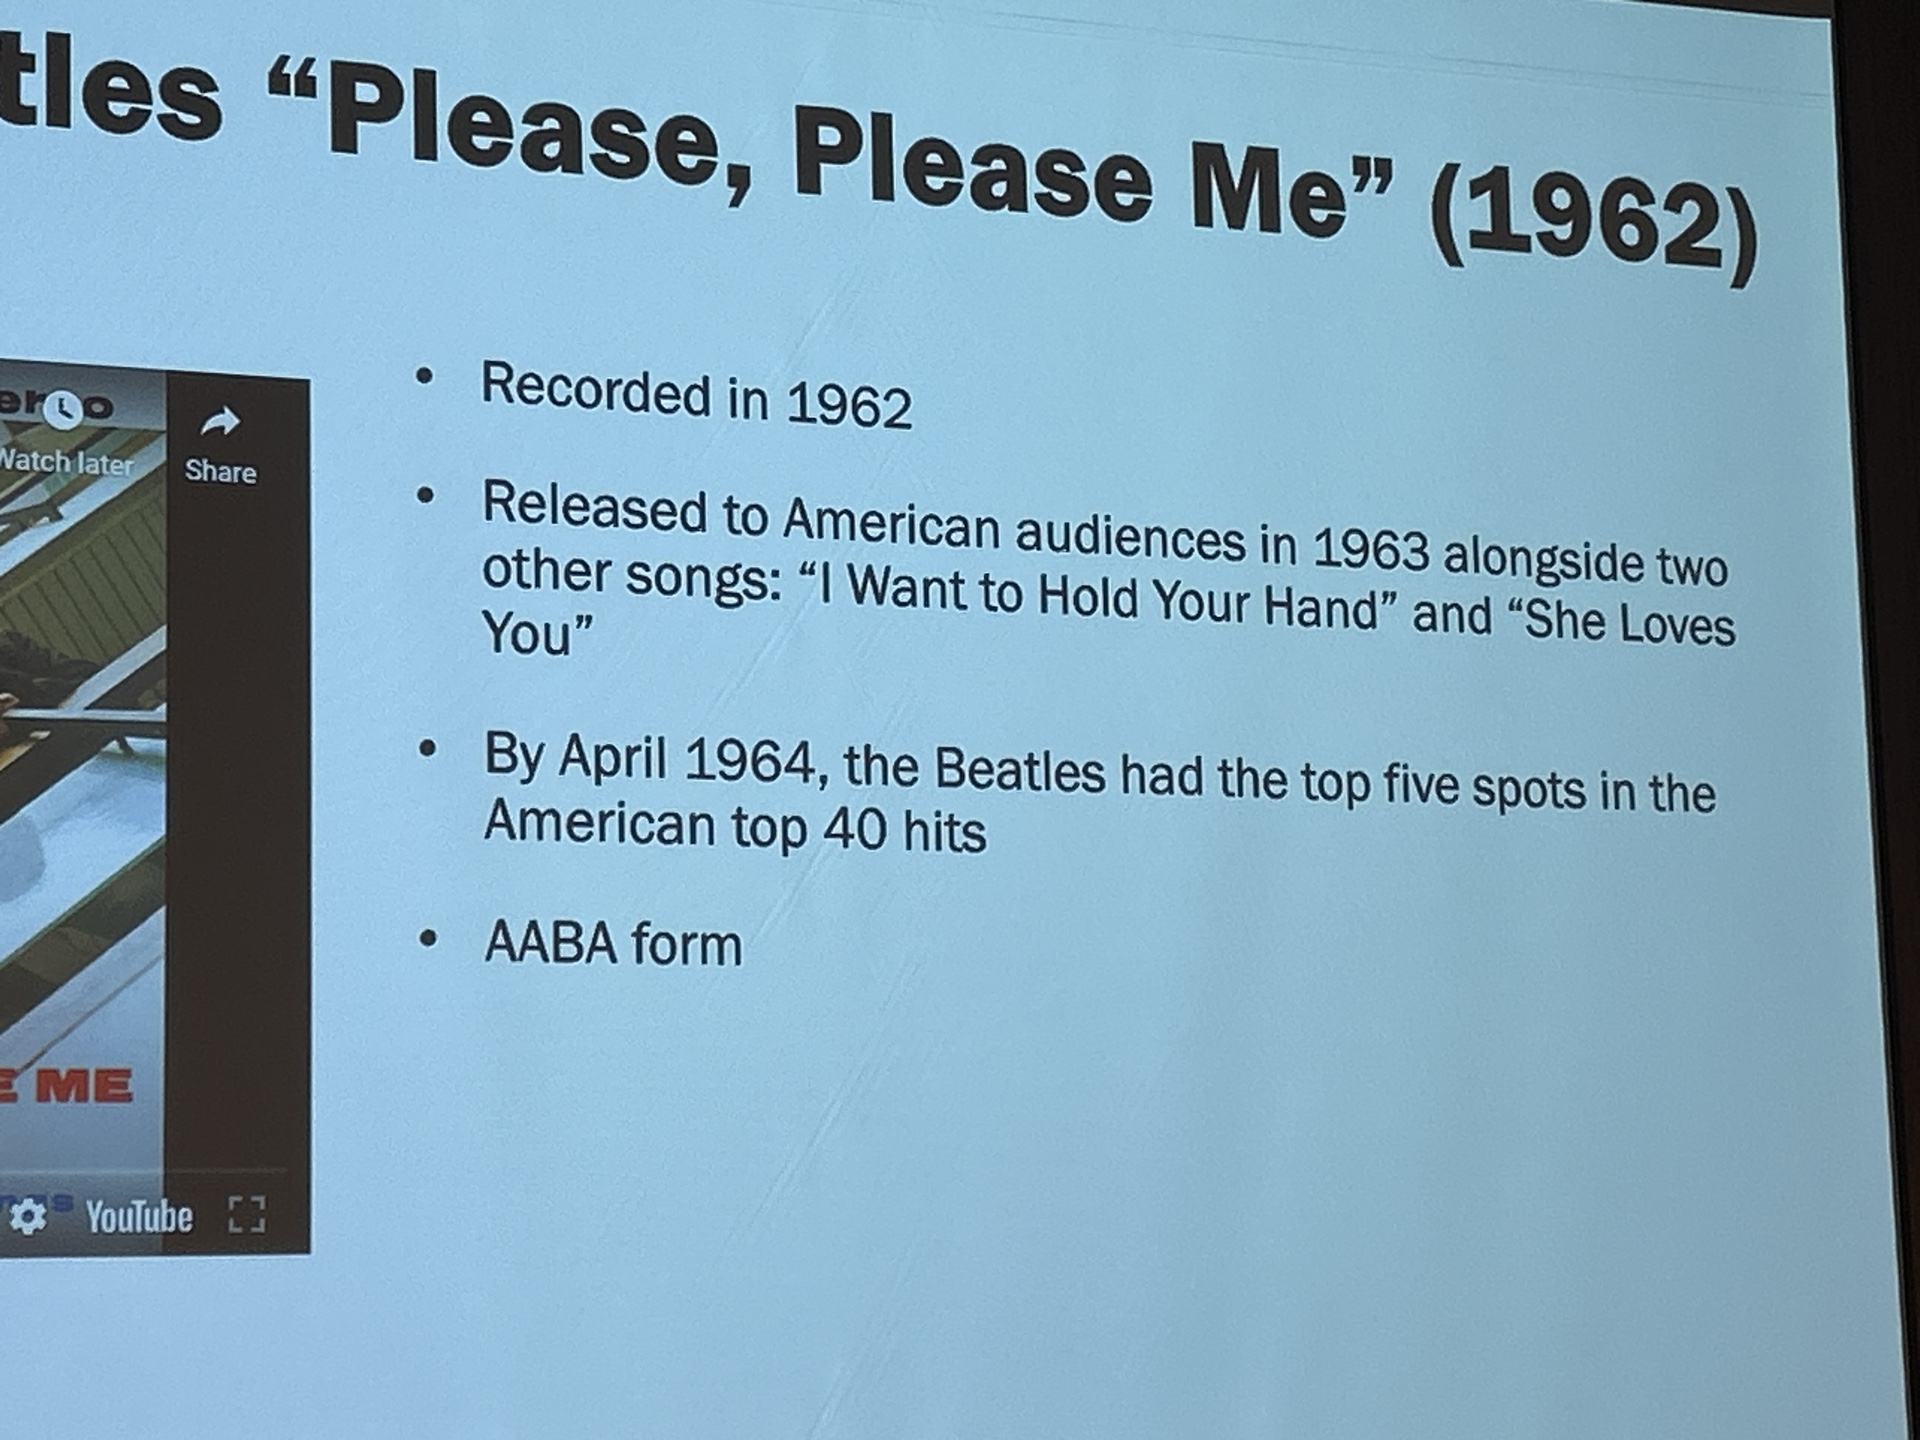 tles “Please, Please Me” (1962)
Watch later
Share
• Recorded in 1962
• Released to American audiences in 1963 alongside two
other songs: “I Want to Hold Your Hand” and “She Loves
You”
• By April 1964, the Beatles had the top five spots in the
American top 40 hits
• AABA form
E ME
YouTube